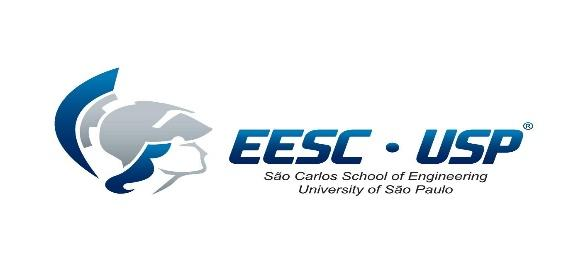 EESC • USP®
São Carlos School of Engineering
University of São Paulo